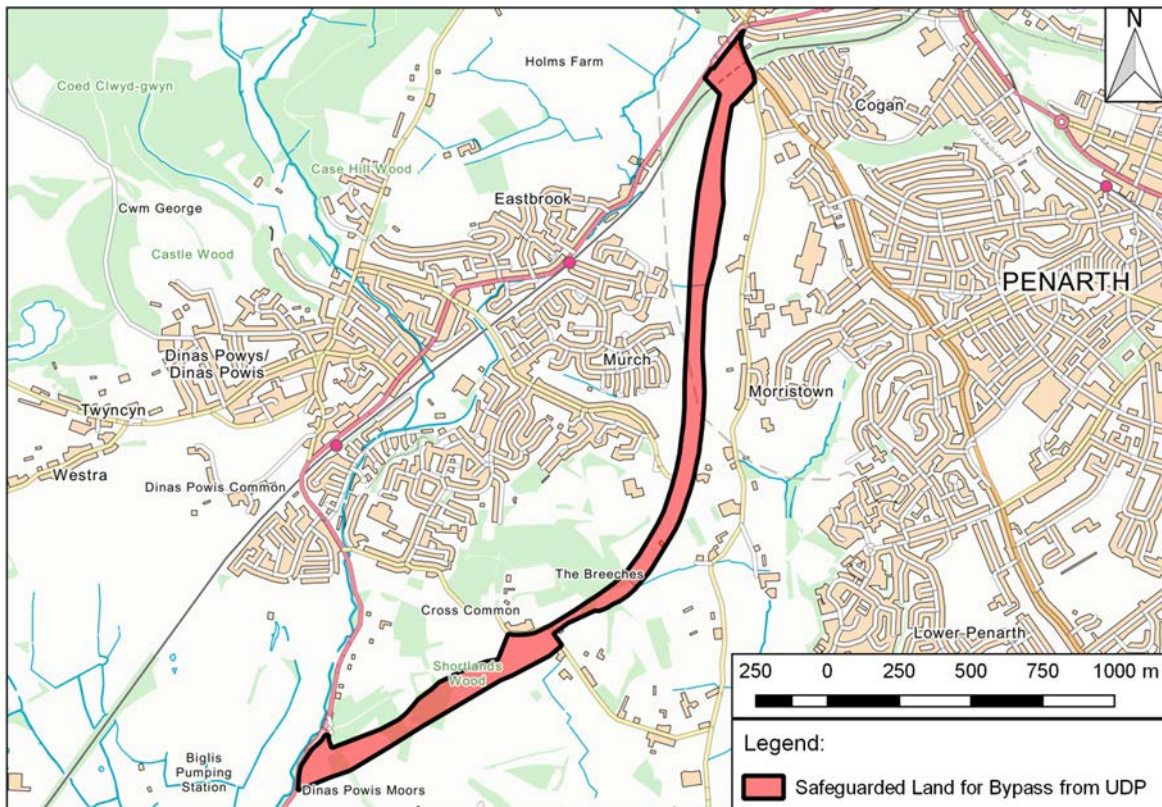 N
Holms Farm
Coed Clwyd-gwyn
Cogan
Case Hill Wood
Eastbrook
Cwm George
Castle Wood
PENARTH
Dinas Powys/
Dinas Powis
Murch
Morristown
Twyncyn
Westra
Dinas Powis Common
The Breeches
Cross Common
Lower Penarth
Shortlands
Wood
250 0 250 500 750 1000 m
Legend:
Biglis
Pumping
Station
Dinas Powis Moors
Safeguarded Land for Bypass from UDP